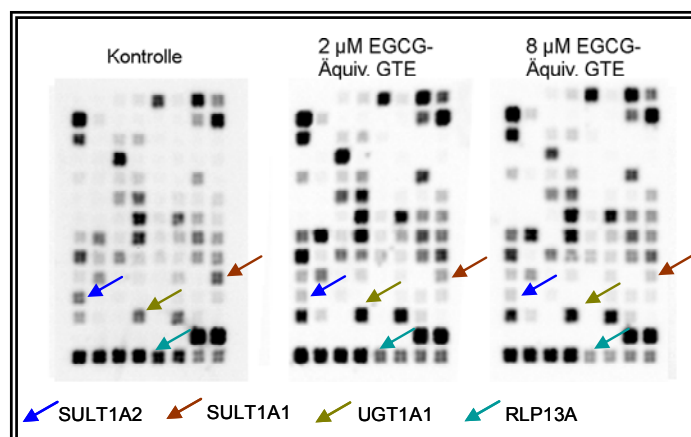 Kontrolle
2 µM EGCG-
Äquiv. GTE
8 µM EGCG-
Äquiv. GTE
SULT1A2 SULT1A1 UGT1A1 RLP13A